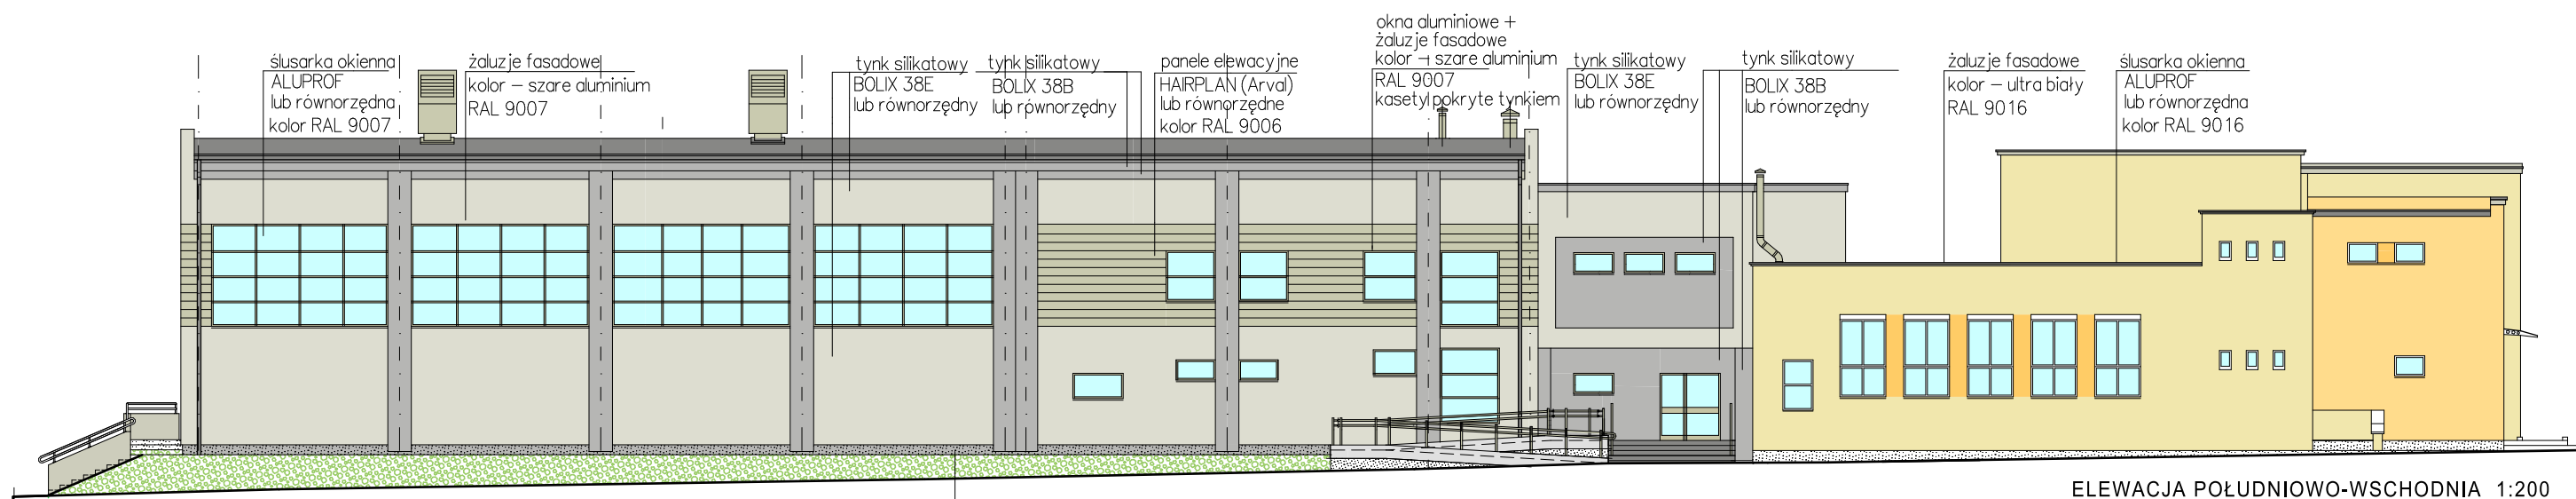 ślusarka okienna
ALUPROF
lub równorzędna
kolor RAL 9007
żaluzje fasadowe
kolor – szare aluminium
RAL 9007
tynk silikatowy
BOLIX 38E
lub równorzędny
tynk silikatowy
BOLIX 38B
lub równorzędny
panele elewacyjne
HAIRPLAN (Arval)
lub równorzędne
kolor RAL 9006
okna aluminiowe +
żaluzje fasadowe
kolor – szare aluminium
RAL 9007
kasety pokryte tynkiem
tynk silikatowy
BOLIX 38E
lub równorzędny
tynk silikatowy
BOLIX 38B
lub równorzędny
żaluzje fasadowe
kolor – ultra biały
RAL 9016
ślusarka okienna
ALUPROF
lub równorzędna
kolor RAL 9016
ELEWACJA POŁUDNIOWO-WSCHODNIA 1:200